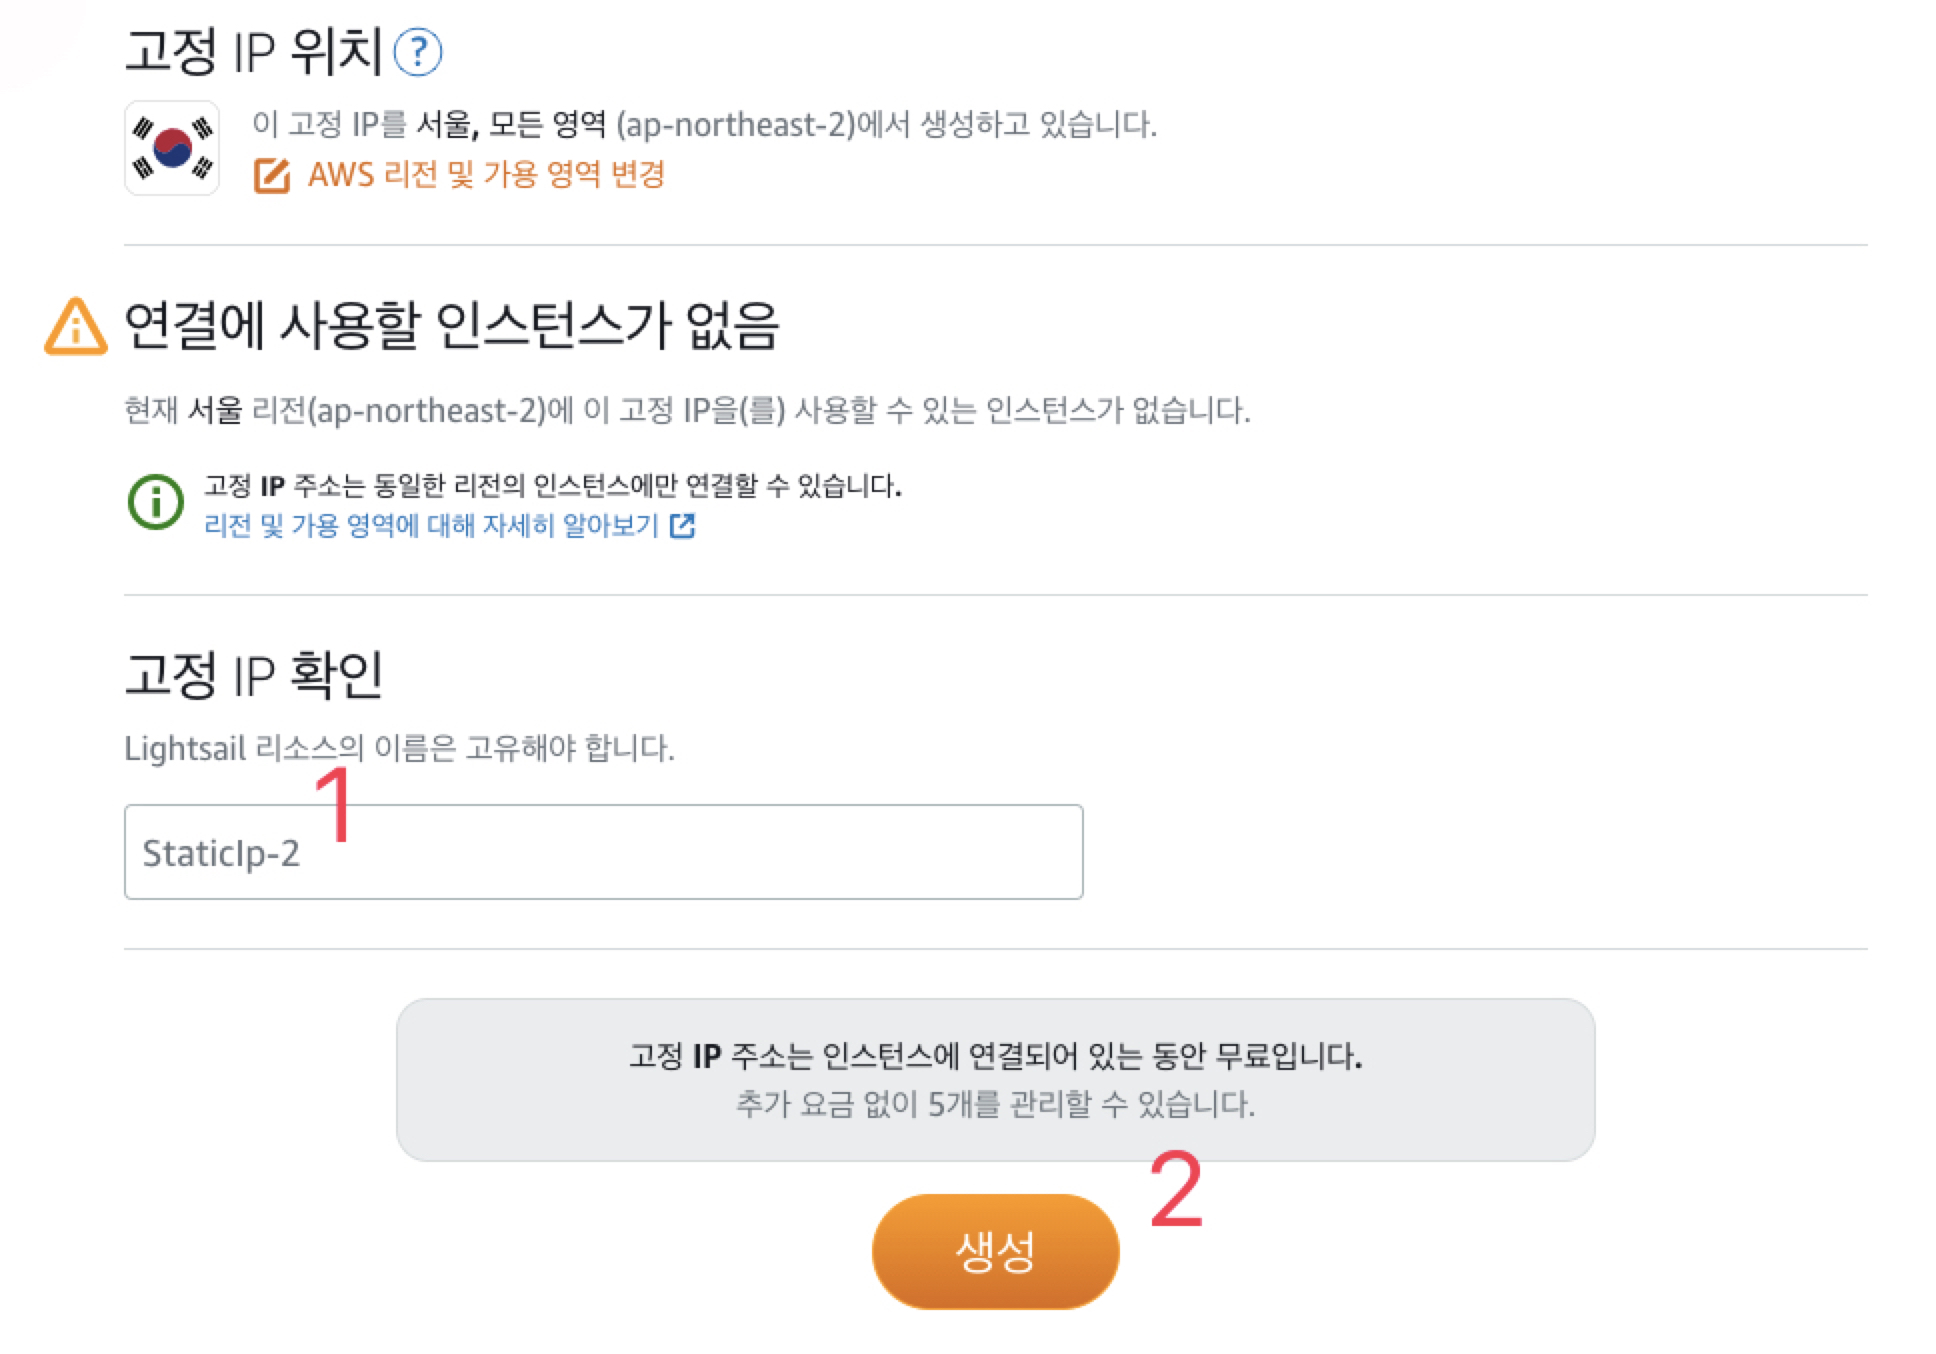 고정 IP 위치 ?
이 고정 IP를 서울, 모든 영역 (ap-northeast-2)에서 생성하고 있습니다.
AWS 리전 및 가용 영역 변경
연결에 사용할 인스턴스가 없음
현재 서울 리전(ap-northeast-2)에 이 고정 IP을(를) 사용할 수 있는 인스턴스가 없습니다.
고정 IP 주소는 동일한 리전의 인스턴스에만 연결할 수 있습니다.
리전 및 가용 영역에 대해 자세히 알아보기
고정 IP 확인
Lightsail 리소스의 이름은 고유해야 합니다.
1
StaticIp-2
고정 IP 주소는 인스턴스에 연결되어 있는 동안 무료입니다.
추가 요금 없이 5개를 관리할 수 있습니다.
2
생성